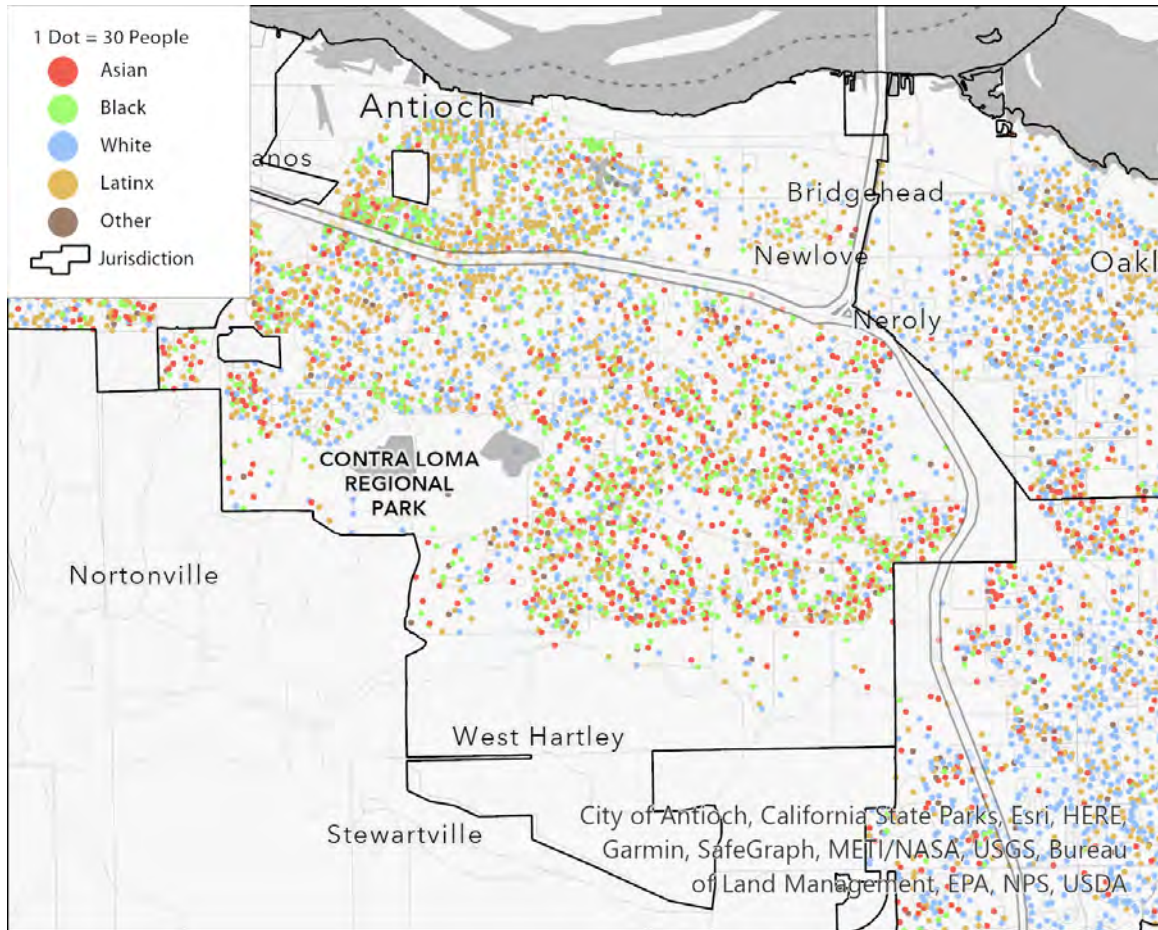 1 Dot = 30 People
Asian
Black
White
Latinx
Other
Jurisdiction
Antioch
anos
Bridgehead
Newlove
Oakl
Neroly
CONTRA LOMA
REGIONAL
PARK
Nortonville
West Hartley
Stewartville
City of Antioch, California State Parks, Esri, HERE,
Garmin, SafeGraph, METI/NASA, USGS, Bureau
of Land Management, EPA, NPS, USDA